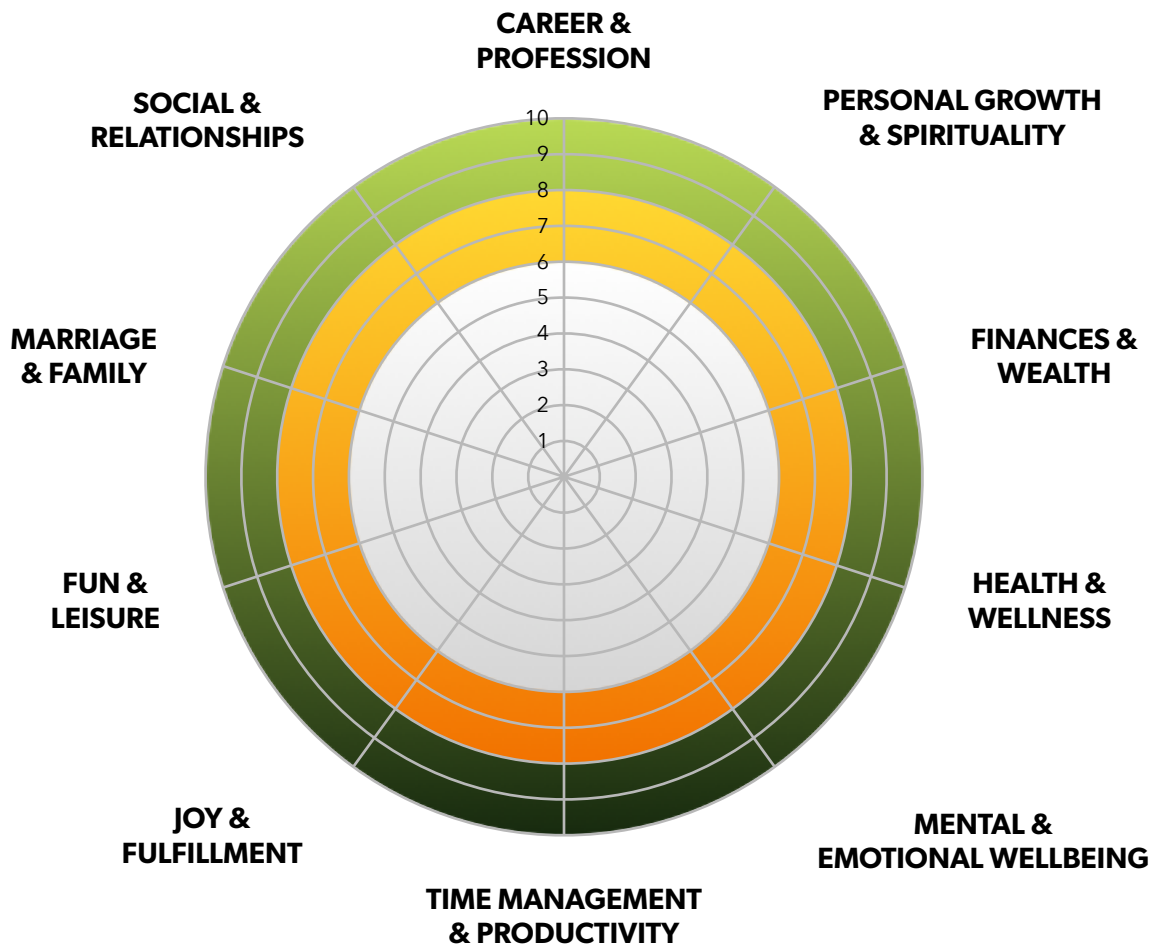 CAREER &
PROFESSION
SOCIAL &
RELATIONSHIPS
PERSONAL GROWTH
& SPIRITUALITY
10
9
8
7
6
5
4
3
2
1
MARRIAGE
& FAMILY
FINANCES &
WEALTH
FUN &
LEISURE
HEALTH &
WELLNESS
JOY &
FULFILLMENT
MENTAL &
EMOTIONAL WELLBEING
TIME MANAGEMENT
& PRODUCTIVITY